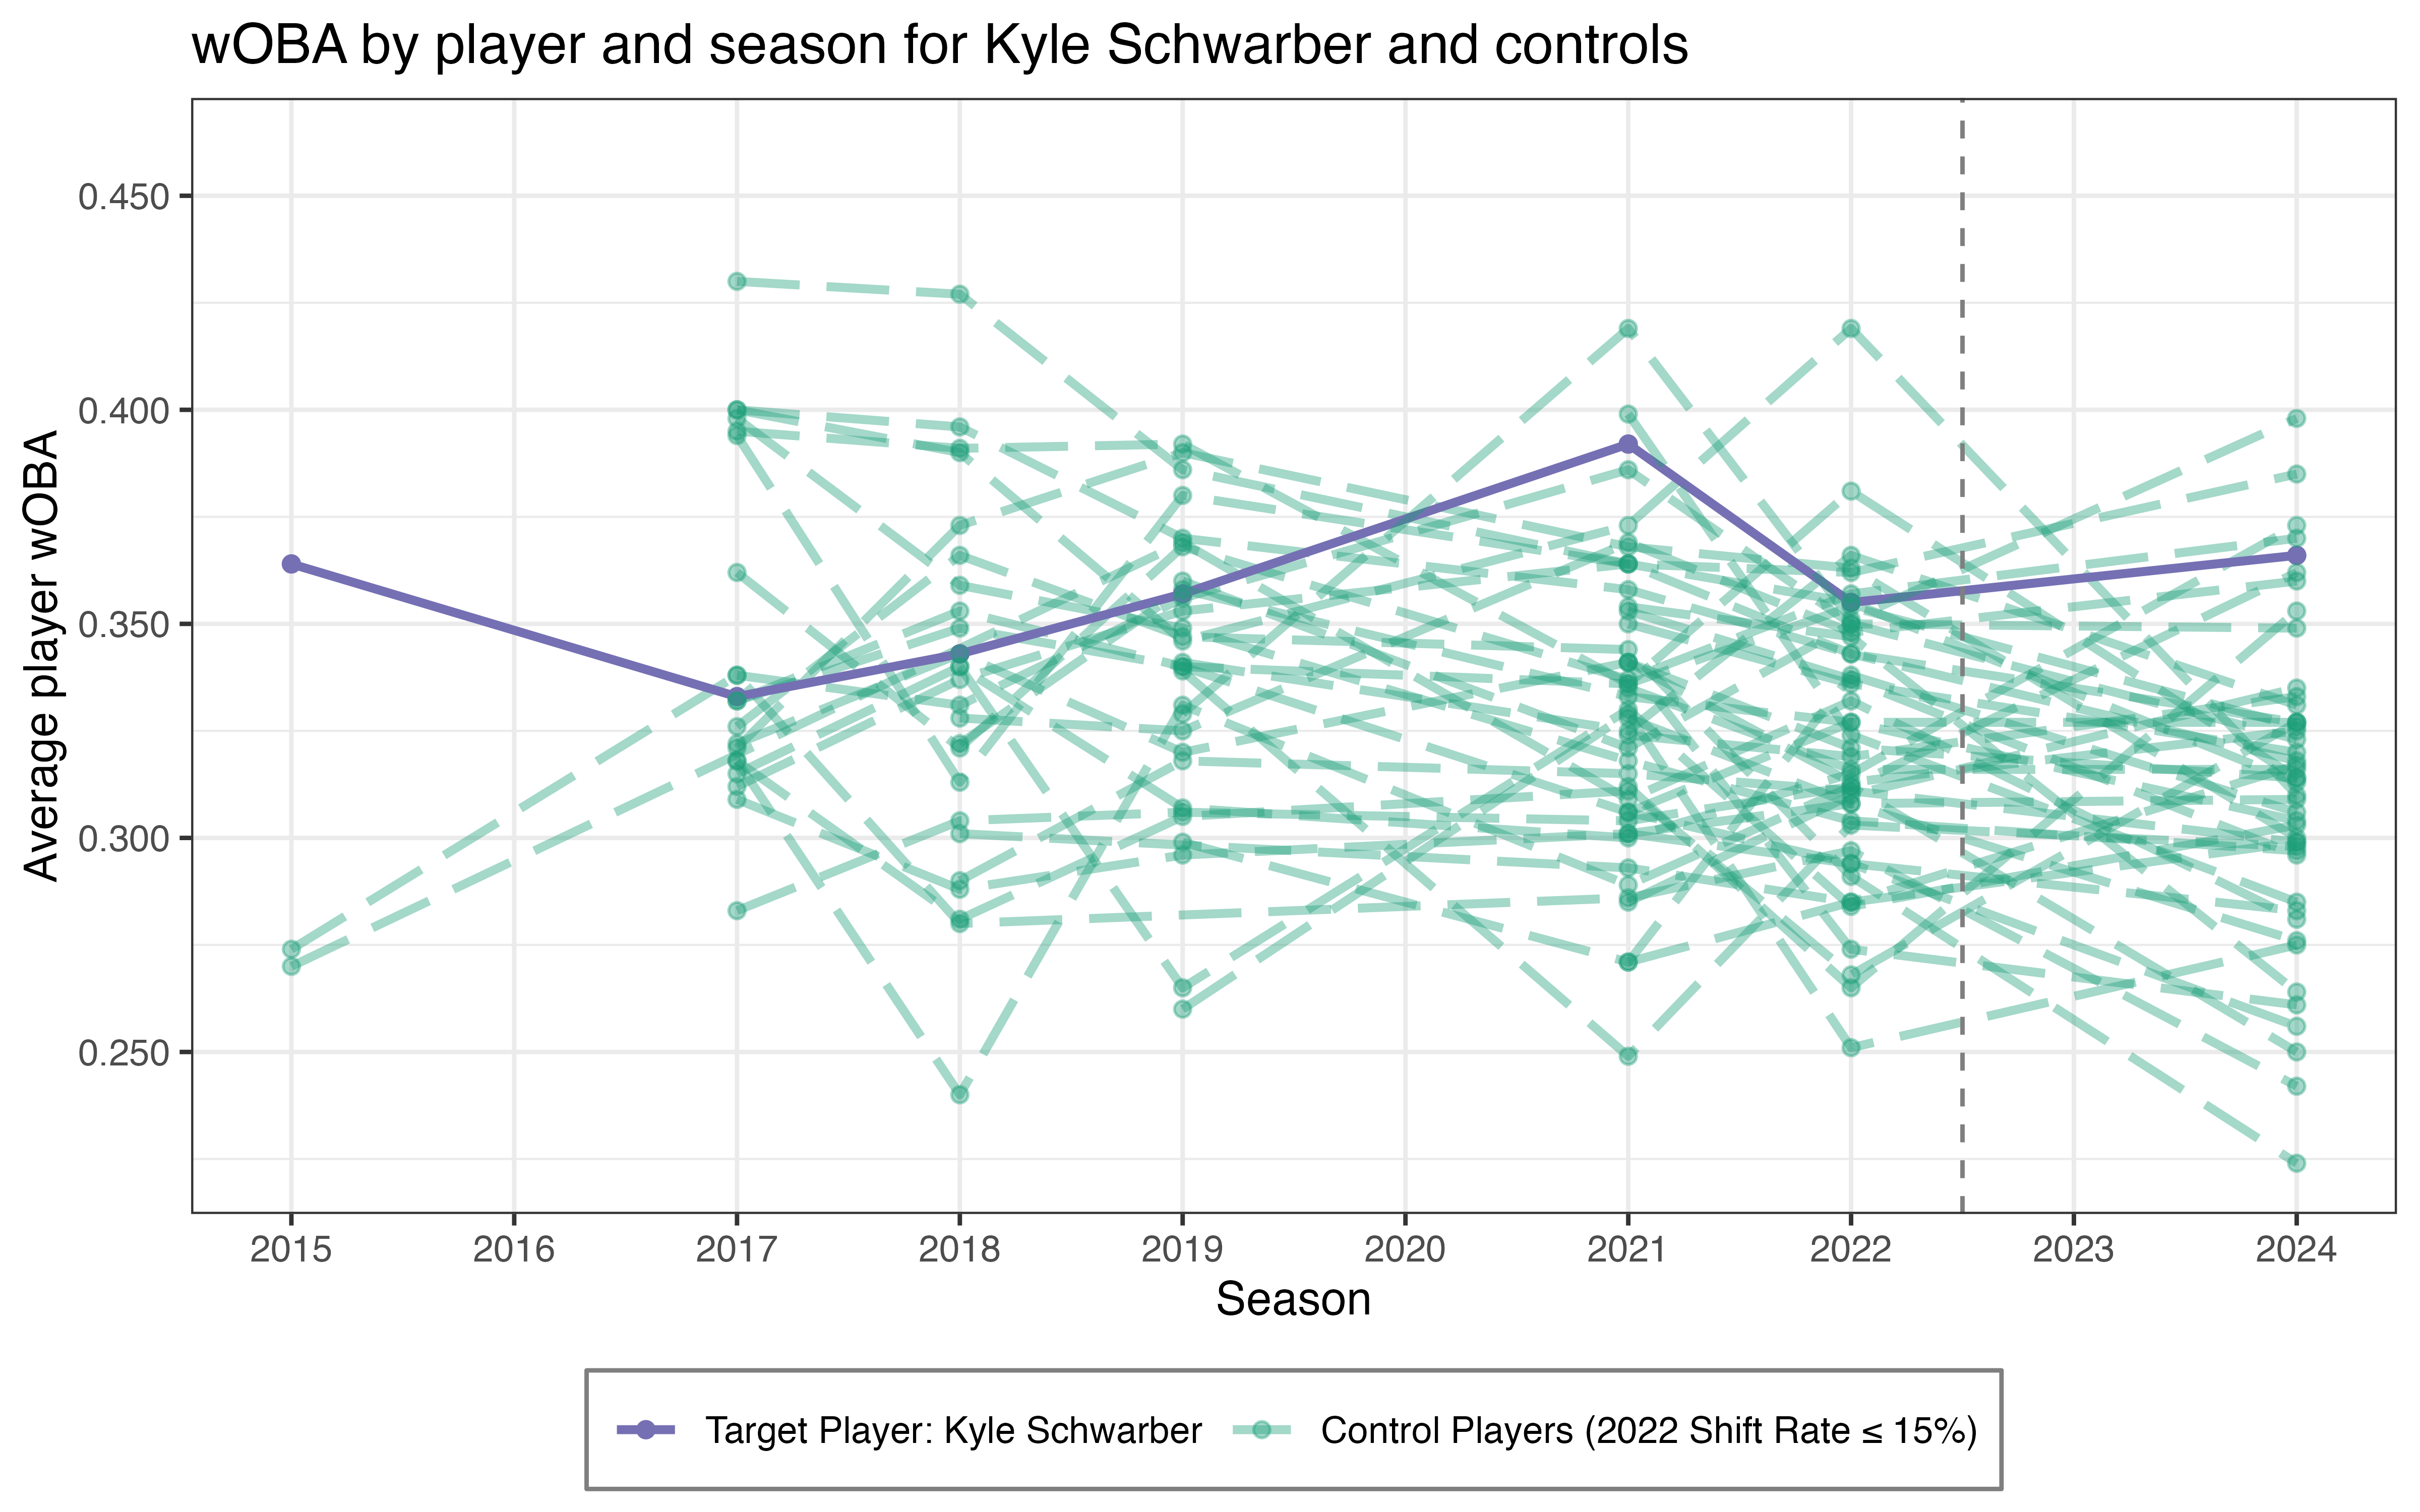 wOBA by player and season for Kyle Schwarber and controls
Average player wOBA
0.450
0.400
0.350
0.300
0.250
2015 2016 2017 2018 2019 2020 2021 2022 2023 2024
Season
Target Player: Kyle Schwarber Control Players (2022 Shift Rate ≤ 15%)